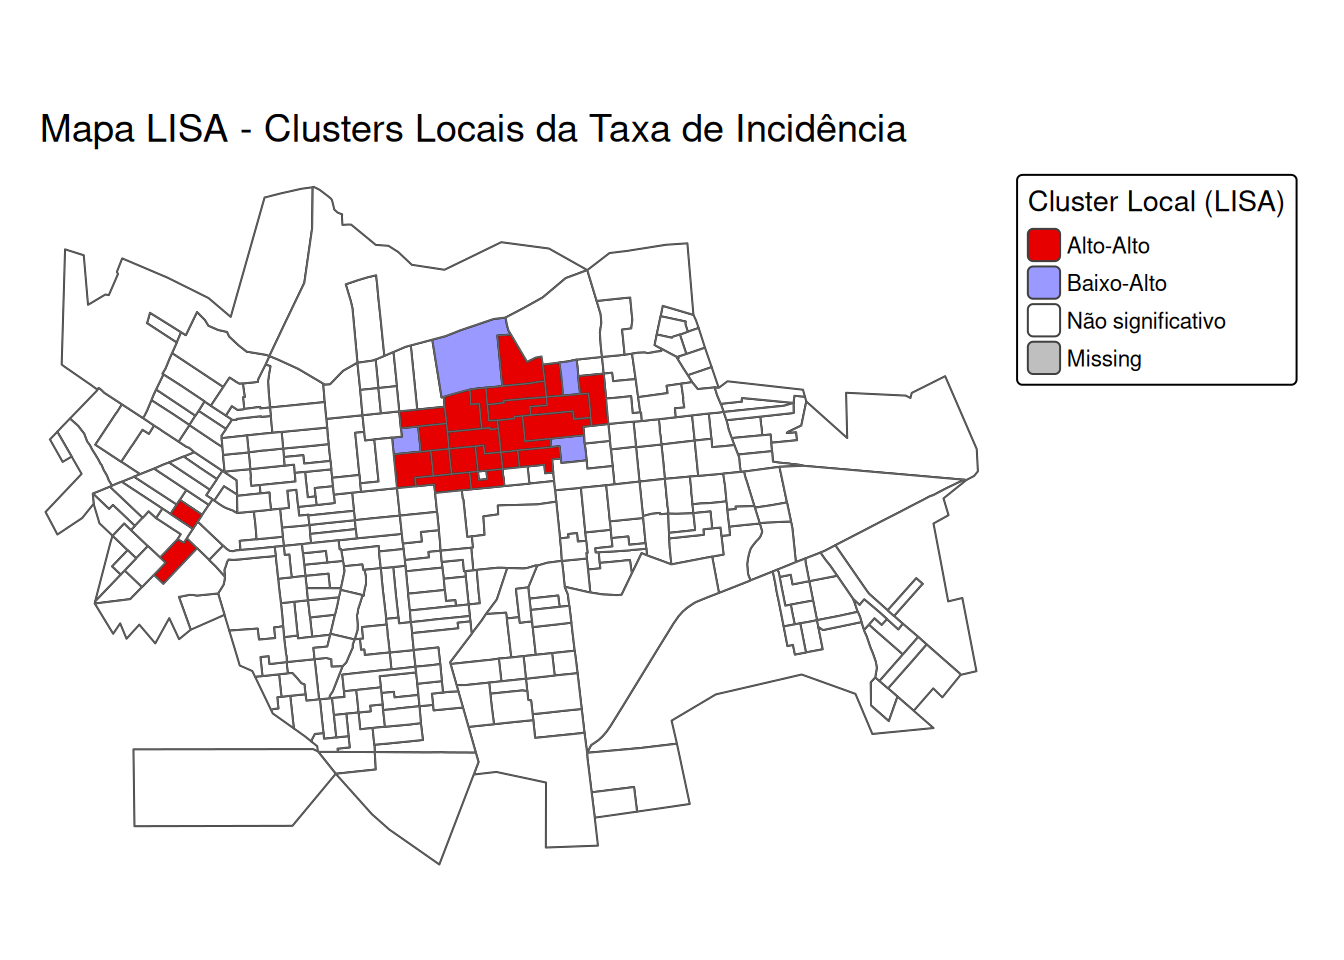 Mapa LISA - Clusters Locais da Taxa de Incidência
Cluster Local (LISA)
Alto-Alto
Baixo-Alto
Não significativo
Missing